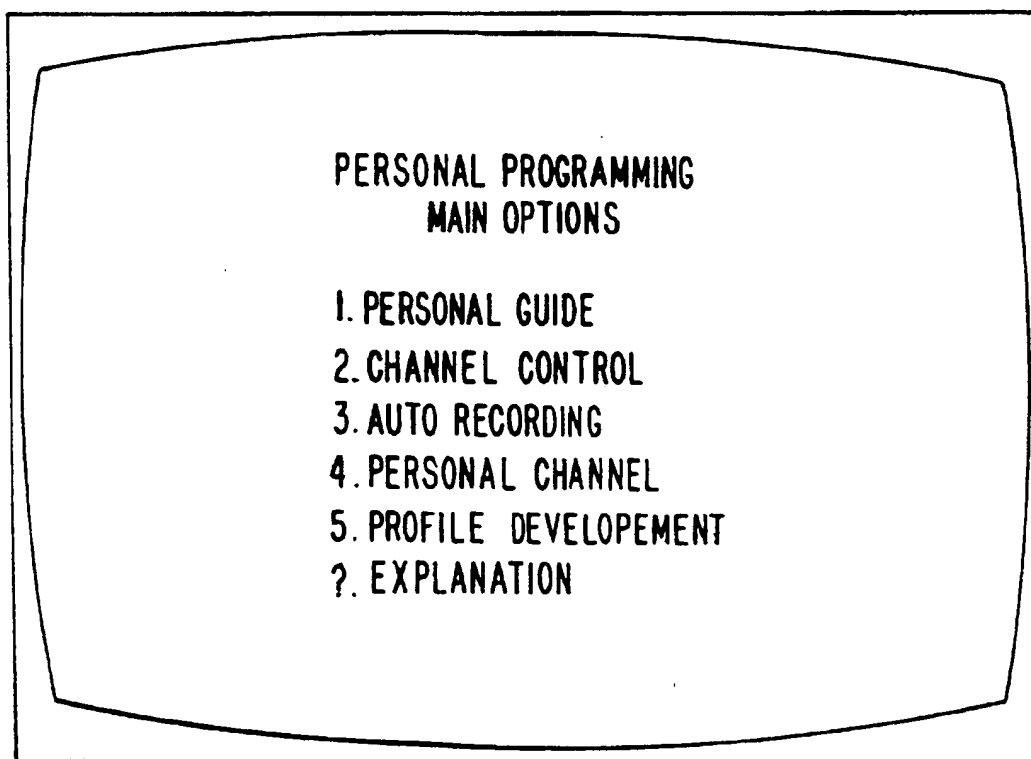 PERSONAL PROGRAMMING
MAIN OPTIONS
1. PERSONAL GUIDE
2. CHANNEL CONTROL
3. AUTO RECORDING
4. PERSONAL CHANNEL
5. PROFILE DEVELOPEMENT
?. EXPLANATION